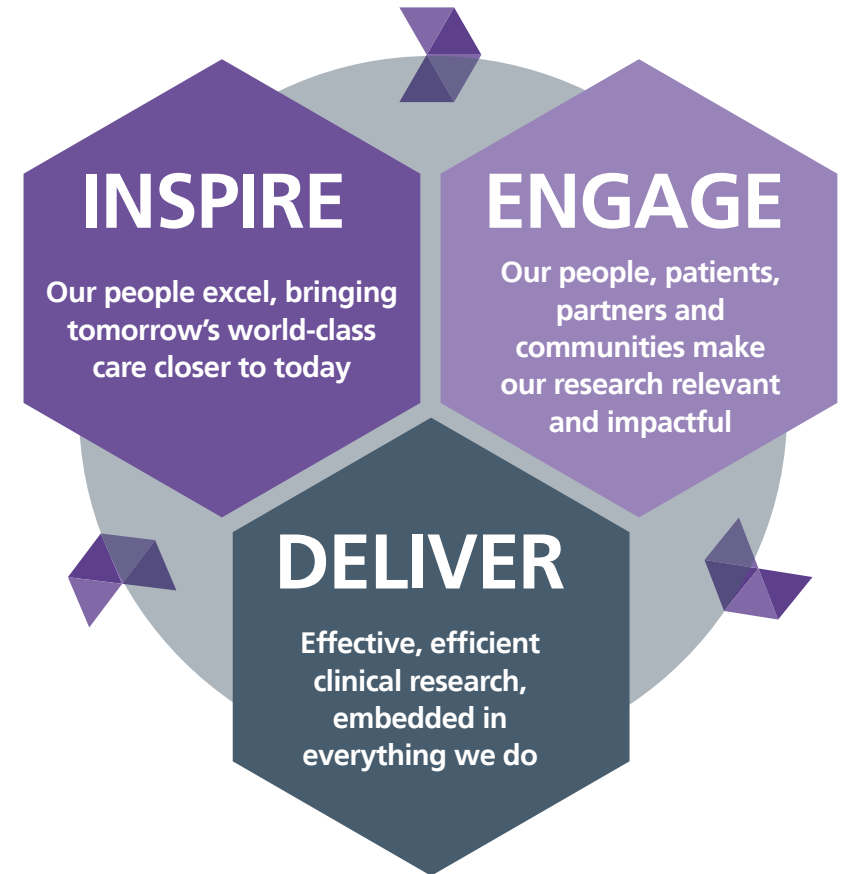 INSPIRE
Our people excel, bringing
tomorrow’s world-class
care closer to today
ENGAGE
Our people, patients,
partners and
communities make
our research relevant
and impactful
DELIVER
Effective, efficient
clinical research,
embedded in
everything we do